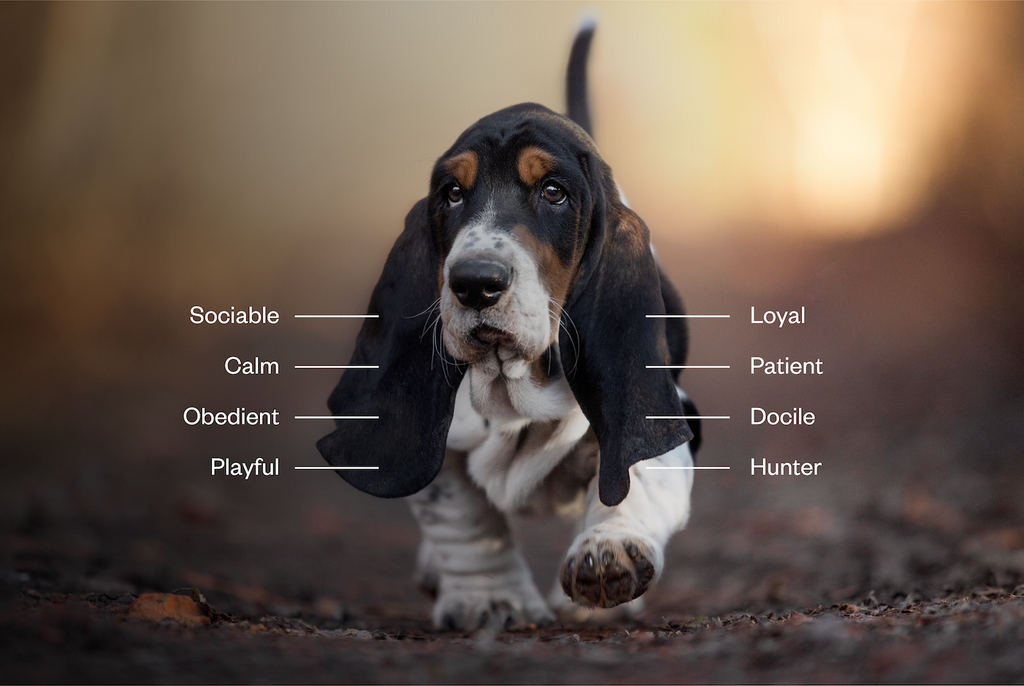 Sociable
Calm
Obedient
Playful
Loyal
Patient
Docile
Hunter